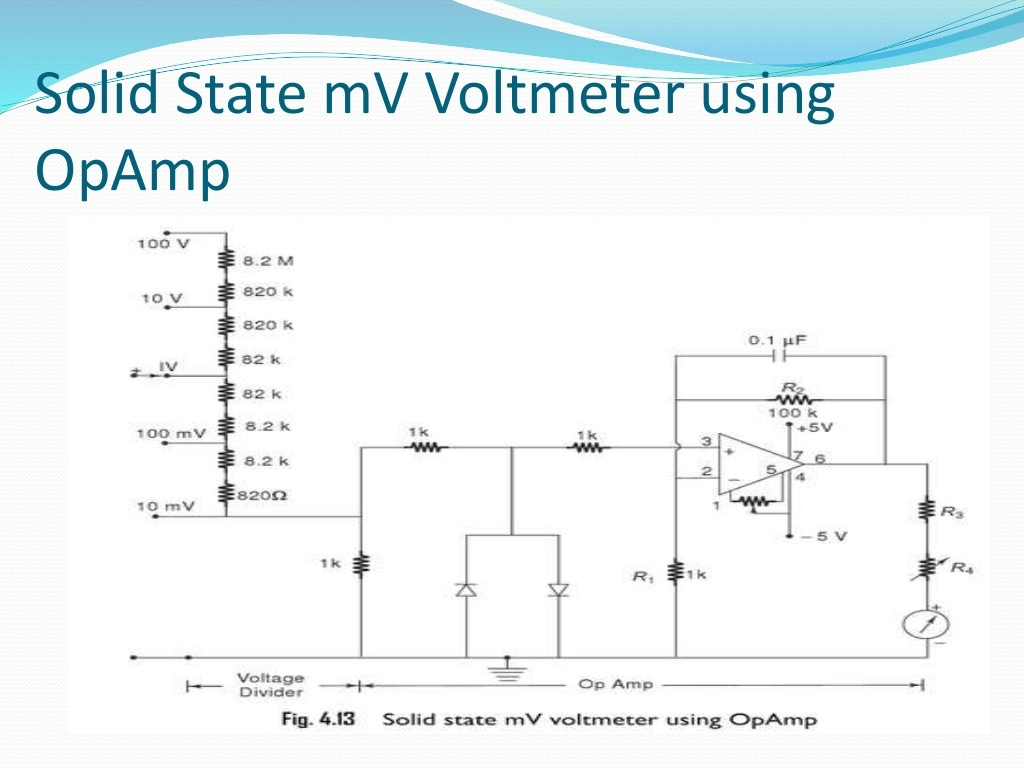 Solid State mV Voltmeter using
OpAmp
100 V
8.2 M
820 k
10 V
820 k
+ IV
82 k
82 k
100 mV
8.2 k
8.2 k
820Ω
10 mV
1k
1k
1k
0.1 µF
R₂
100 k
+5V
3
+
7
6
2
−
5
4
1
− 5 V
R₁
1k
R₃
R₄
+
−
Voltage
Divider
Op Amp
Fig. 4.13 Solid state mV voltmeter using OpAmp